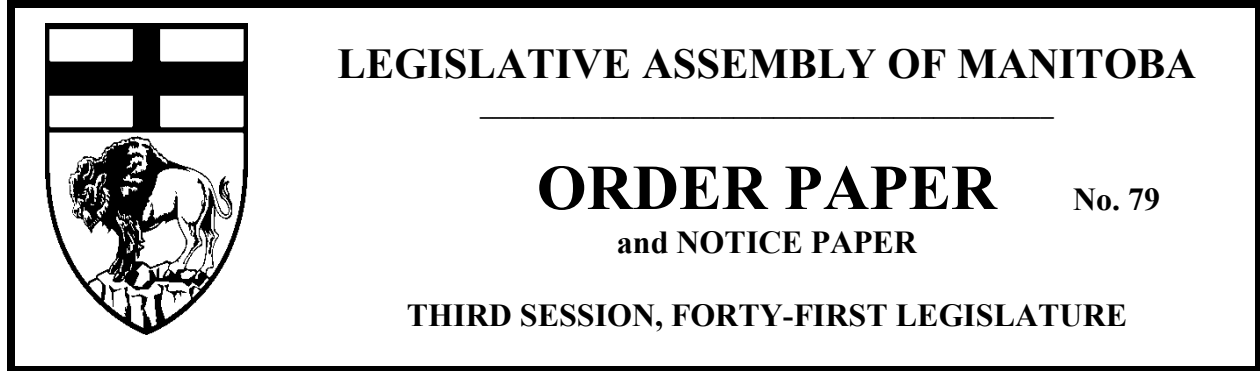 LEGISLATIVE ASSEMBLY OF MANITOBA
ORDER PAPER No. 79
and NOTICE PAPER
THIRD SESSION, FORTY-FIRST LEGISLATURE